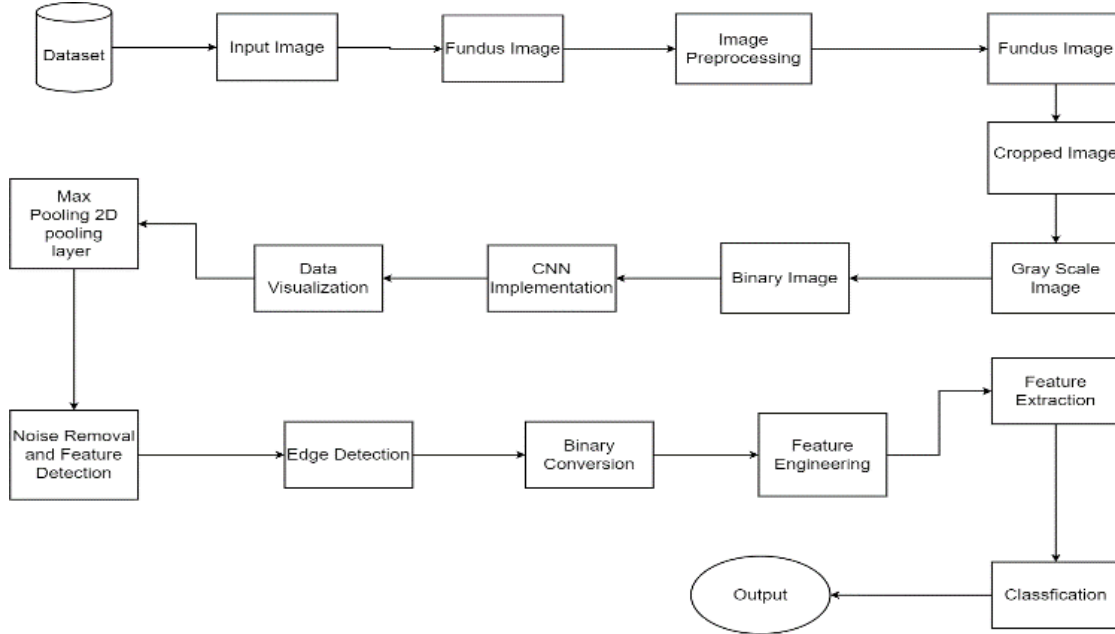 Dataset
Input Image
Fundus Image
Image
Preprocessing
Fundus Image
Cropped Image
Gray Scale
Image
Binary Image
CNN
Implementation
Data
Visualization
Max
Pooling 2D
pooling
layer
Noise Removal
and Feature
Detection
Edge Detection
Binary
Conversion
Feature
Engineering
Feature
Extraction
Classfication
Output